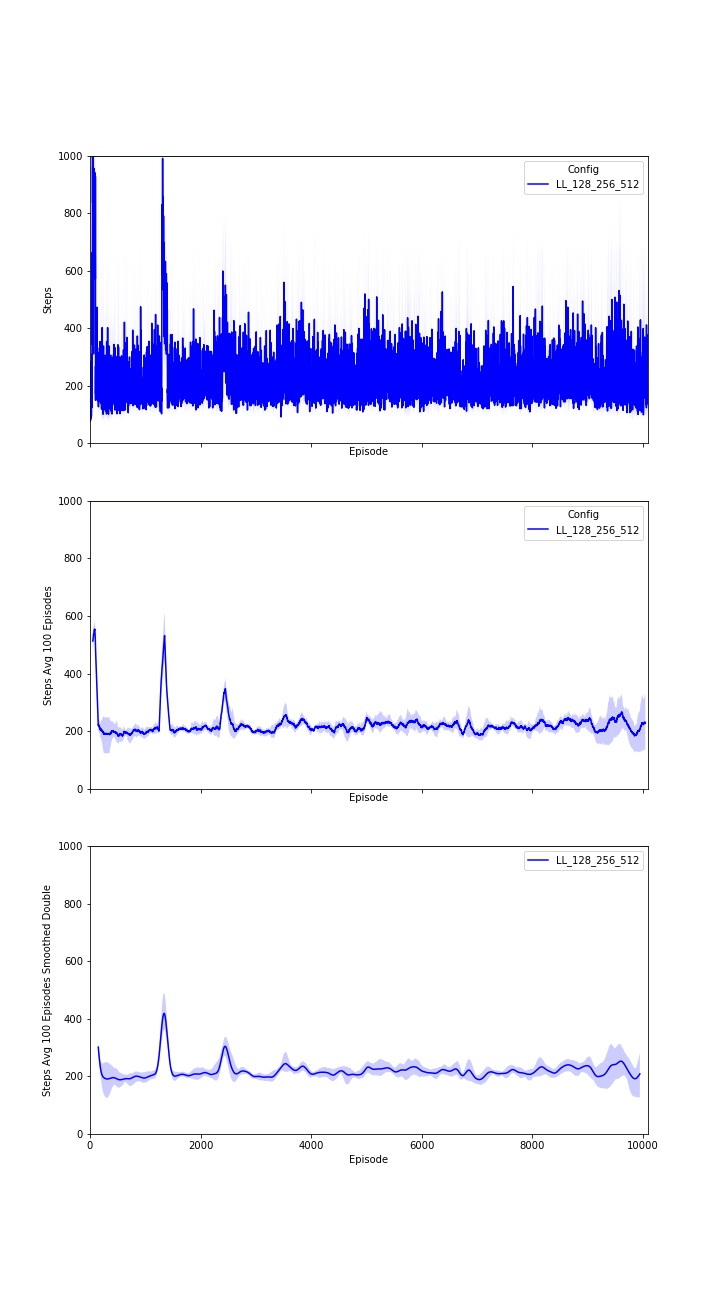 1000
800
600
400
200
0
Steps
Episode
Config
LL_128_256_512
1000
800
600
400
200
0
Steps Avg 100 Episodes
Episode
Config
LL_128_256_512
1000
800
600
400
200
0
Steps Avg 100 Episodes Smoothed Double
LL_128_256_512
0 2000 4000 6000 8000 10000
Episode